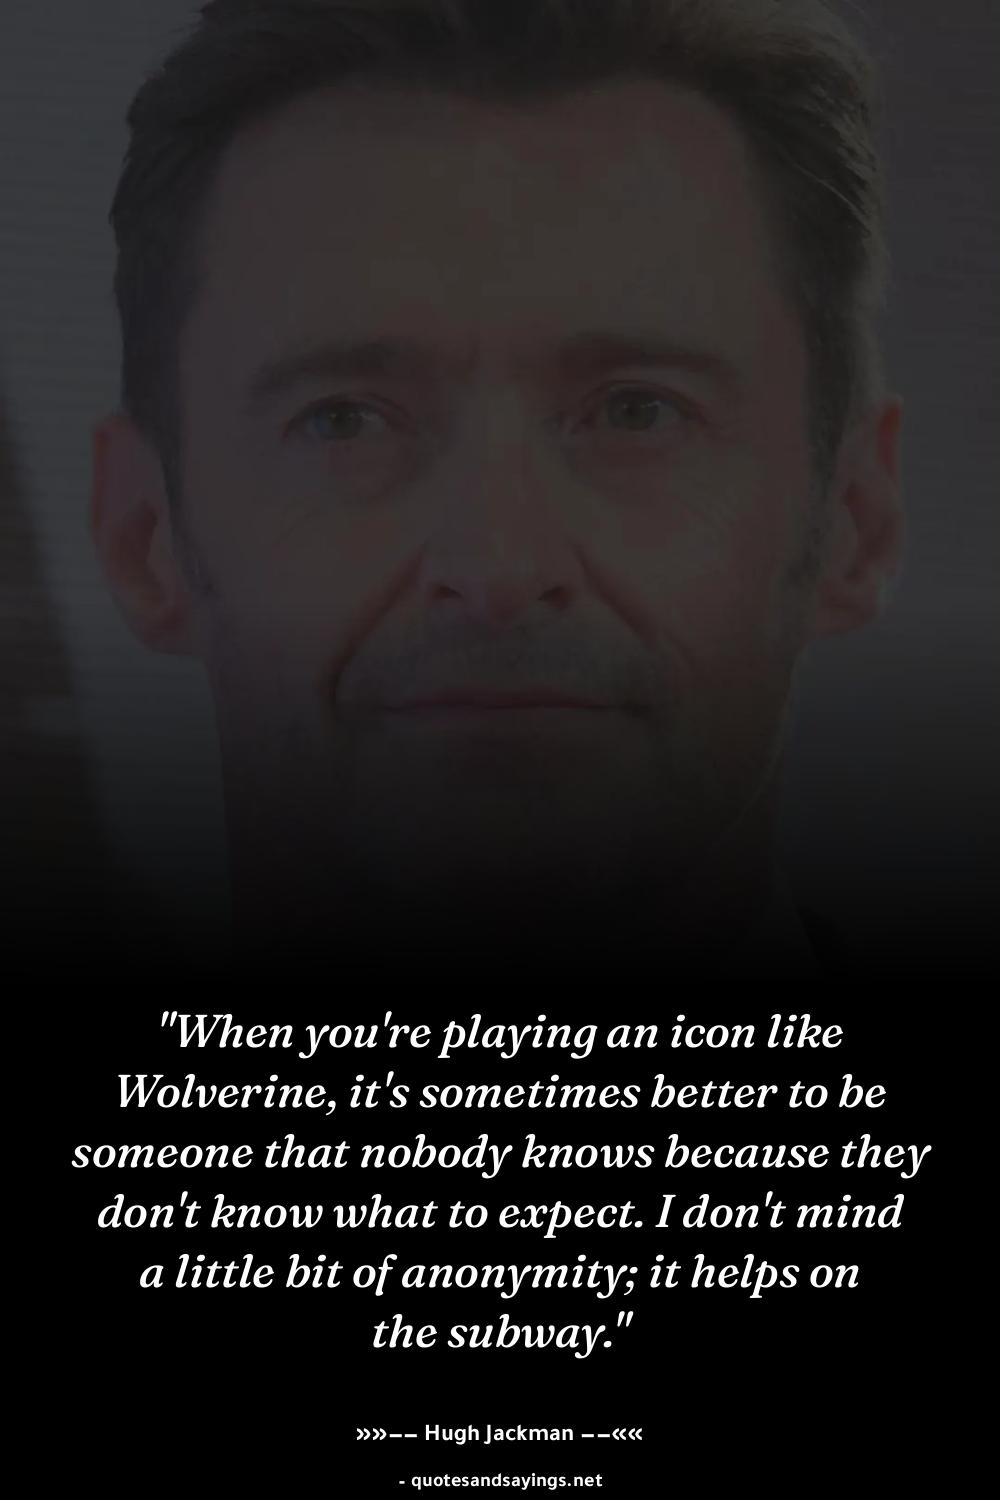 "When you're playing an icon like
Wolverine, it's sometimes better to be
someone that nobody knows because they
don't know what to expect. I don't mind
a little bit of anonymity; it helps on
the subway."
»»−− Hugh Jackman −−««
- quotesandsayings.net